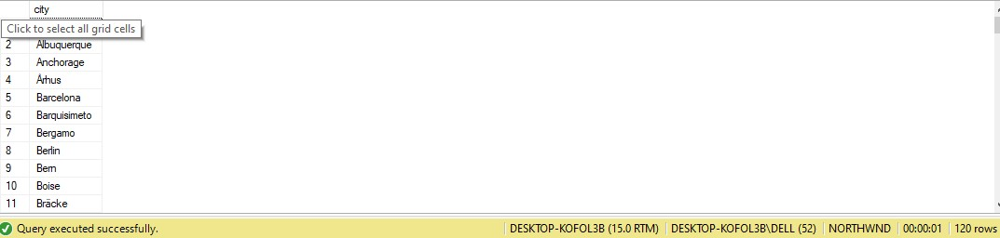 city
Click to select all grid cells
2 Albuquerque
3 Anchorage
4 Århus
5 Barcelona
6 Barquisimeto
7 Bergamo
8 Berlin
9 Bern
10 Boise
11 Bräcke
Query executed successfully. DESKTOP-KOFOL3B (15.0 RTM) DESKTOP-KOFOL3B\DELL (52) NORTHWND 00:00:01 120 rows